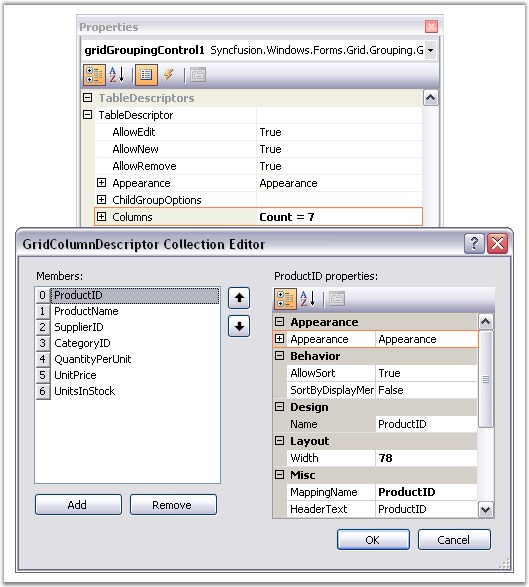 Properties
gridGroupingControl1 Syncfusion.Windows.Forms.Grid.Grouping.G
TableDescriptors
TableDescriptor
AllowEdit True
AllowNew True
AllowRemove True
Appearance Appearance
ChildGroupOptions
Columns Count = 7
GridColumnDescriptor Collection Editor
Members:
0 ProductID
1 ProductName
2 SupplierID
3 CategoryID
4 QuantityPerUnit
5 UnitPrice
6 UnitsInStock
Add Remove
ProductID properties:
Appearance
Appearance Appearance
Behavior
AllowSort True
SortByDisplayMer False
Design
Name ProductID
Layout
Width 78
Misc
MappingName ProductID
HeaderText ProductID
OK Cancel